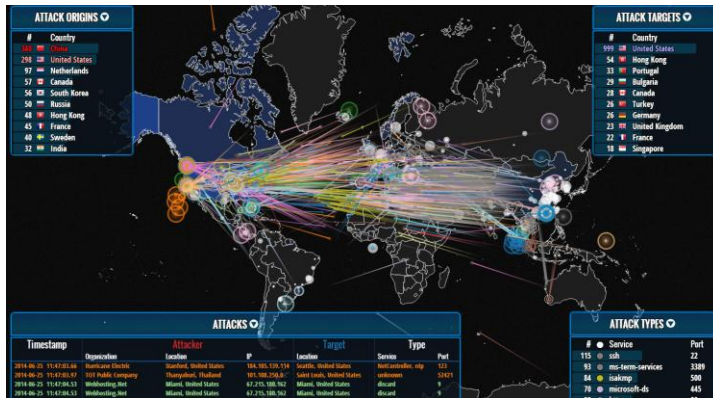 ATTACK ORIGINS
# Country
340 China
298 United States
97 Netherlands
57 Canada
56 South Korea
50 Russia
48 Hong Kong
45 France
40 Sweden
32 India
ATTACK TARGETS
# Country
999 United States
54 Hong Kong
33 Portugal
29 Bulgaria
28 Canada
26 Turkey
26 Germany
23 United Kingdom
22 France
18 Singapore
ATTACKS
Timestamp Attacker Target Type
Organization Location IP Location Service Port
2014-06-25 11:47:03.66 Hurricane Electric Stanford, United States 184.105.139.114 Seattle, United States NetController, ntp 123
2014-06-25 11:47:03.97 TOT Public Company Thanyaburi, Thailand 101.108.250.0 Saint Louis, United States unknown 52421
2014-06-25 11:47:04.53 Webhosting.Net Miami, United States 67.215.180.162 Miami, United States discard 9
2014-06-25 11:47:04.53 Webhosting.Net Miami, United States 67.215.180.162 Miami, United States discard 9
ATTACK TYPES
# Service Port
115 ssh 22
93 ms-term-services 3389
84 isakmp 500
70 microsoft-ds 445